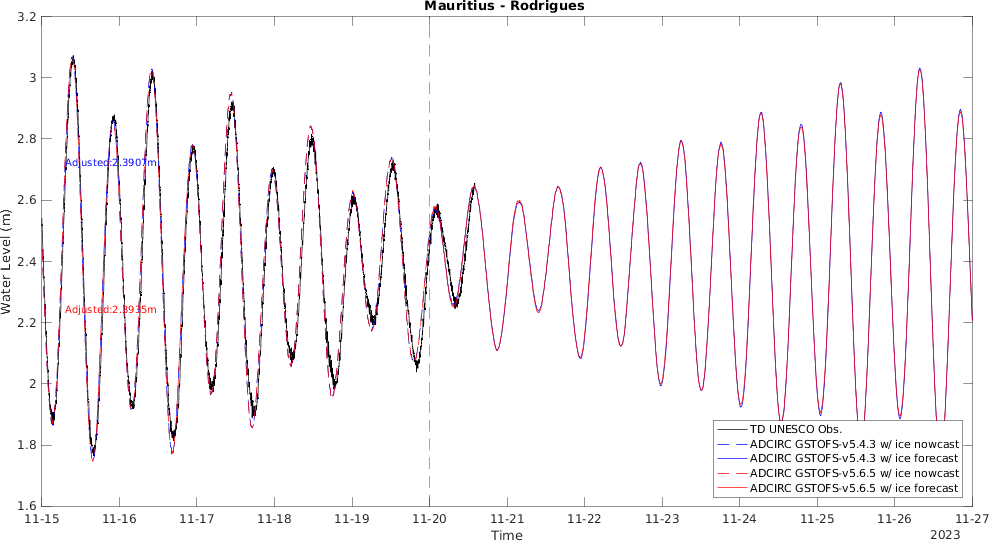 Mauritius - Rodrigues
3.2
3
2.8
2.6
2.4
2.2
2
1.8
1.6
Water Level (m)
Adjusted:2.3907m
Adjusted:2.3935m
TD UNESCO Obs.
ADCIRC GSTOFS-v5.4.3 w/ ice nowcast
ADCIRC GSTOFS-v5.4.3 w/ ice forecast
ADCIRC GSTOFS-v5.6.5 w/ ice nowcast
ADCIRC GSTOFS-v5.6.5 w/ ice forecast
11-15 11-16 11-17 11-18 11-19 11-20 11-21 11-22 11-23 11-24 11-25 11-26 11-27
Time
2023